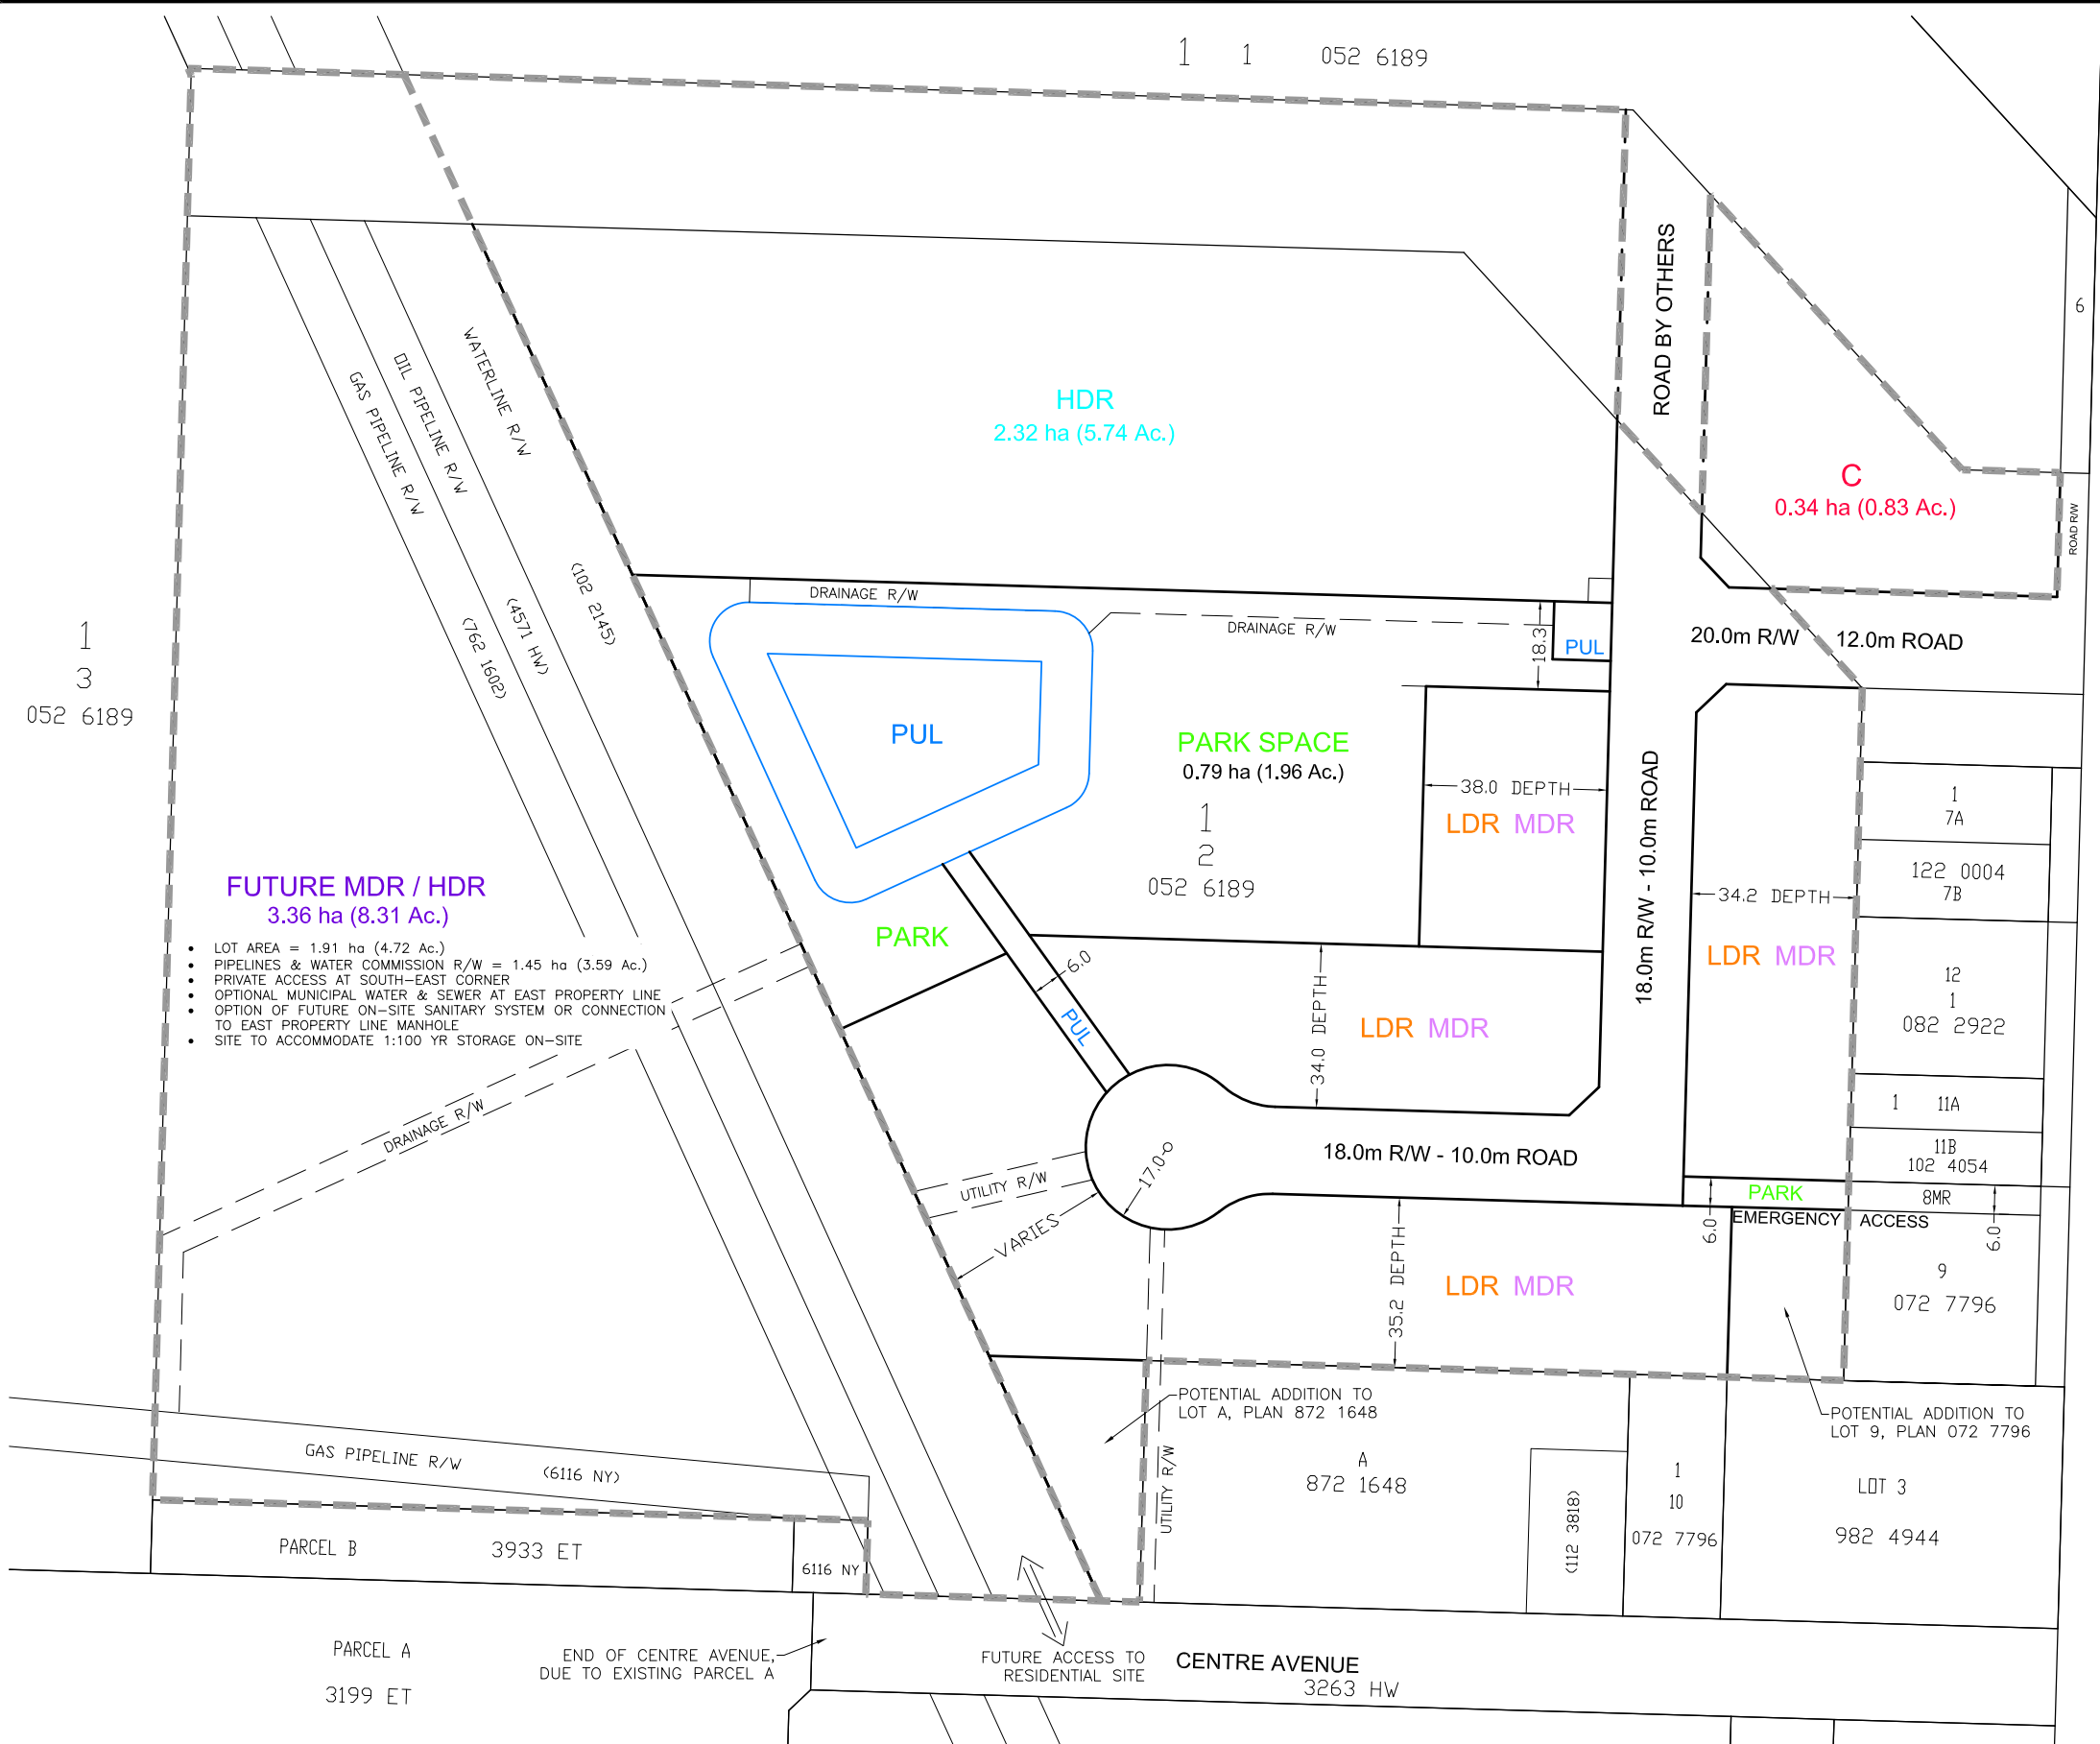 1 1 052 6189
ROAD BY OTHERS
6
WATERLINE R/W
OIL PIPELINE R/W
GAS PIPELINE R/W
HDR
2.32 ha (5.74 Ac.)
C
0.34 ha (0.83 Ac.)
ROAD R/W
(102 2145)
(4571 HW)
(762 1602)
DRAINAGE R/W
DRAINAGE R/W
18.3
PUL
20.0m R/W 12.0m ROAD
1
3
052 6189
PUL
PARK SPACE
0.79 ha (1.96 Ac.)
1
2
052 6189
38.0 DEPTH
LDR MDR
18.0m R/W - 10.0m ROAD
34.2 DEPTH
LDR MDR
1
7A
122 0004
7B
12
1
082 2922
1 11A
11B
102 4054
8MR
FUTURE MDR / HDR
3.36 ha (8.31 Ac.)
• LOT AREA = 1.91 ha (4.72 Ac.)
• PIPELINES & WATER COMMISSION R/W = 1.45 ha (3.59 Ac.)
• PRIVATE ACCESS AT SOUTH-EAST CORNER
• OPTIONAL MUNICIPAL WATER & SEWER AT EAST PROPERTY LINE
• OPTION OF FUTURE ON-SITE SANITARY SYSTEM OR CONNECTION
TO EAST PROPERTY LINE MANHOLE
• SITE TO ACCOMMODATE 1:100 YR STORAGE ON-SITE
PARK
6.0
PUL
34.0 DEPTH
LDR MDR
DRAINAGE R/W
18.0m R/W - 10.0m ROAD
17.0
UTILITY R/W
VARIES
PARK
EMERGENCY ACCESS
6.0
6.0
35.2 DEPTH
LDR MDR
9
072 7796
POTENTIAL ADDITION TO
LOT A, PLAN 872 1648
POTENTIAL ADDITION TO
LOT 9, PLAN 072 7796
UTILITY R/W
A
872 1648
(112 3818)
1
10
072 7796
LOT 3
982 4944
GAS PIPELINE R/W (6116 NY)
PARCEL B 3933 ET
6116 NY
PARCEL A
3199 ET
END OF CENTRE AVENUE,
DUE TO EXISTING PARCEL A
FUTURE ACCESS TO
RESIDENTIAL SITE
CENTRE AVENUE
3263 HW